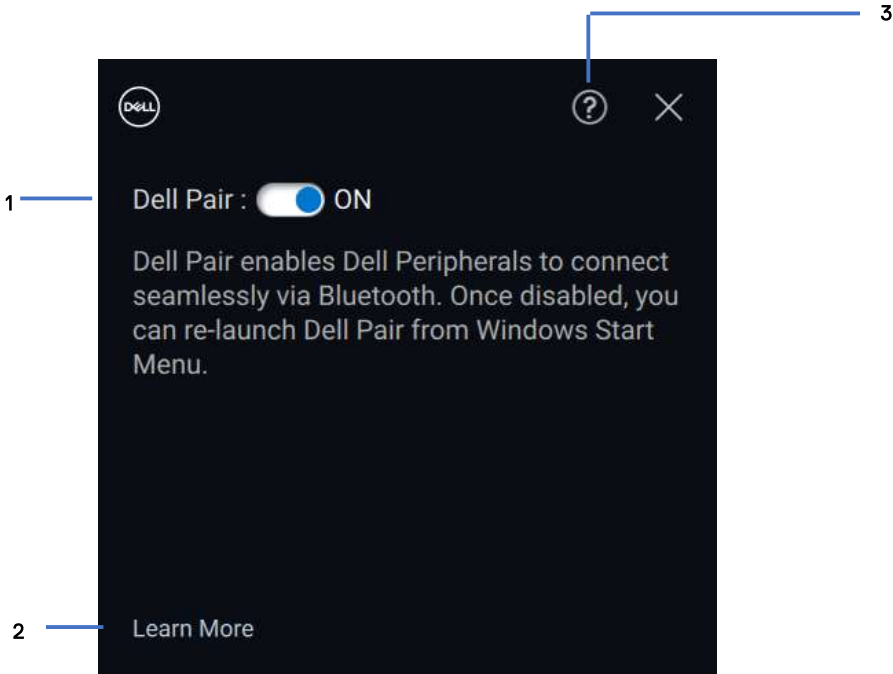 3
DELL
?
1
Dell Pair : ON
Dell Pair enables Dell Peripherals to connect
seamlessly via Bluetooth. Once disabled, you
can re-launch Dell Pair from Windows Start
Menu.
2
Learn More